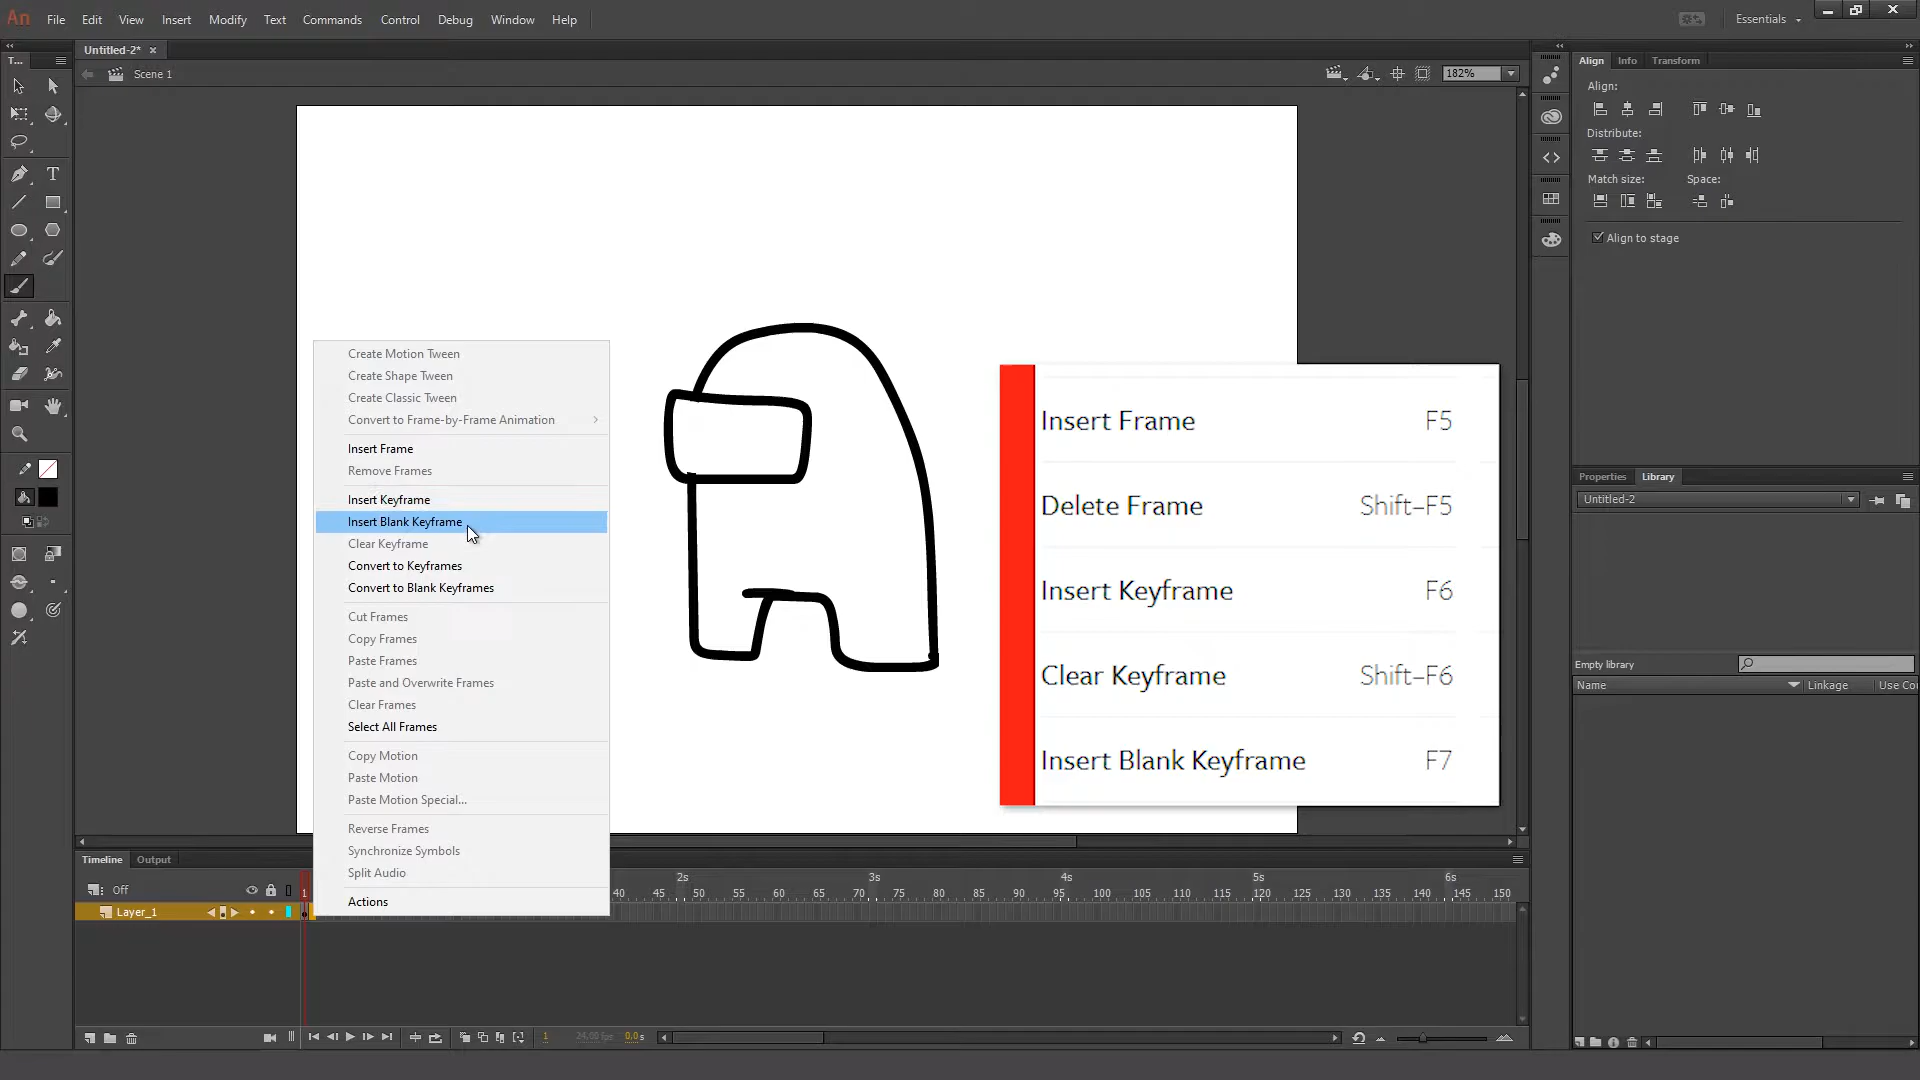 An File Edit View Insert Modify Text Commands Control Debug Window Help Essentials
Untitled-2* ×
T...
Scene 1
182%
Align Info Transform
Align:
Distribute:
Match size: Space:
Align to stage
Create Motion Tween
Create Shape Tween
Create Classic Tween
Convert to Frame-by-Frame Animation
Insert Frame
Remove Frames
Insert Keyframe
Insert Blank Keyframe
Clear Keyframe
Convert to Keyframes
Convert to Blank Keyframes
Cut Frames
Copy Frames
Paste Frames
Paste and Overwrite Frames
Clear Frames
Select All Frames
Copy Motion
Paste Motion
Paste Motion Special...
Reverse Frames
Synchronize Symbols
Split Audio
Actions
Insert Frame F5
Delete Frame Shift–F5
Insert Keyframe F6
Clear Keyframe Shift–F6
Insert Blank Keyframe F7
Properties Library
Untitled-2
Empty library
Name Linkage Use Co
Timeline Output
Off
2s 3s 4s 5s 6s
1 40 45 50 55 60 65 70 75 80 85 90 95 100 105 110 115 120 125 130 135 140 145 150
Layer_1
1 24.00 fps 0.0 s